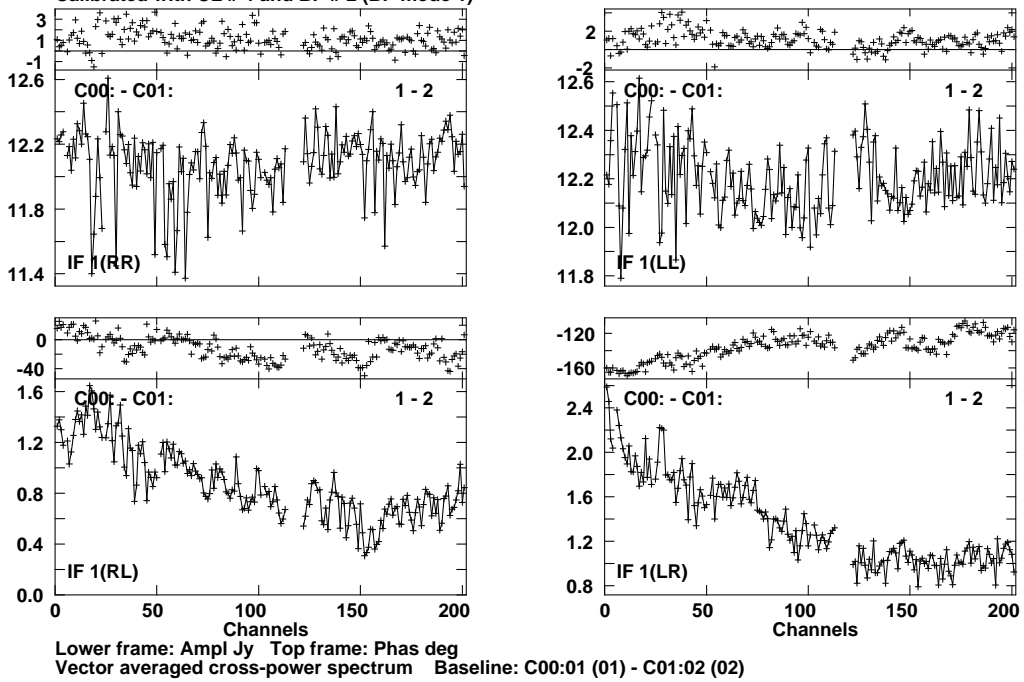 3
1
-1
12.6
12.2
11.8
11.4
C00: - C01:
1 - 2
IF 1(RR)
2
-2
12.6
12.4
12.2
12.0
11.8
C00: - C01:
1 - 2
IF 1(LL)
0
-40
1.6
1.2
0.8
0.4
0.0
C00: - C01:
1 - 2
IF 1(RL)
0 50 100 150 200
Channels
-120
-160
2.4
2.0
1.6
1.2
0.8
C00: - C01:
1 - 2
IF 1(LR)
0 50 100 150 200
Channels
Lower frame: Ampl Jy Top frame: Phas deg
Vector averaged cross-power spectrum Baseline: C00:01 (01) - C01:02 (02)